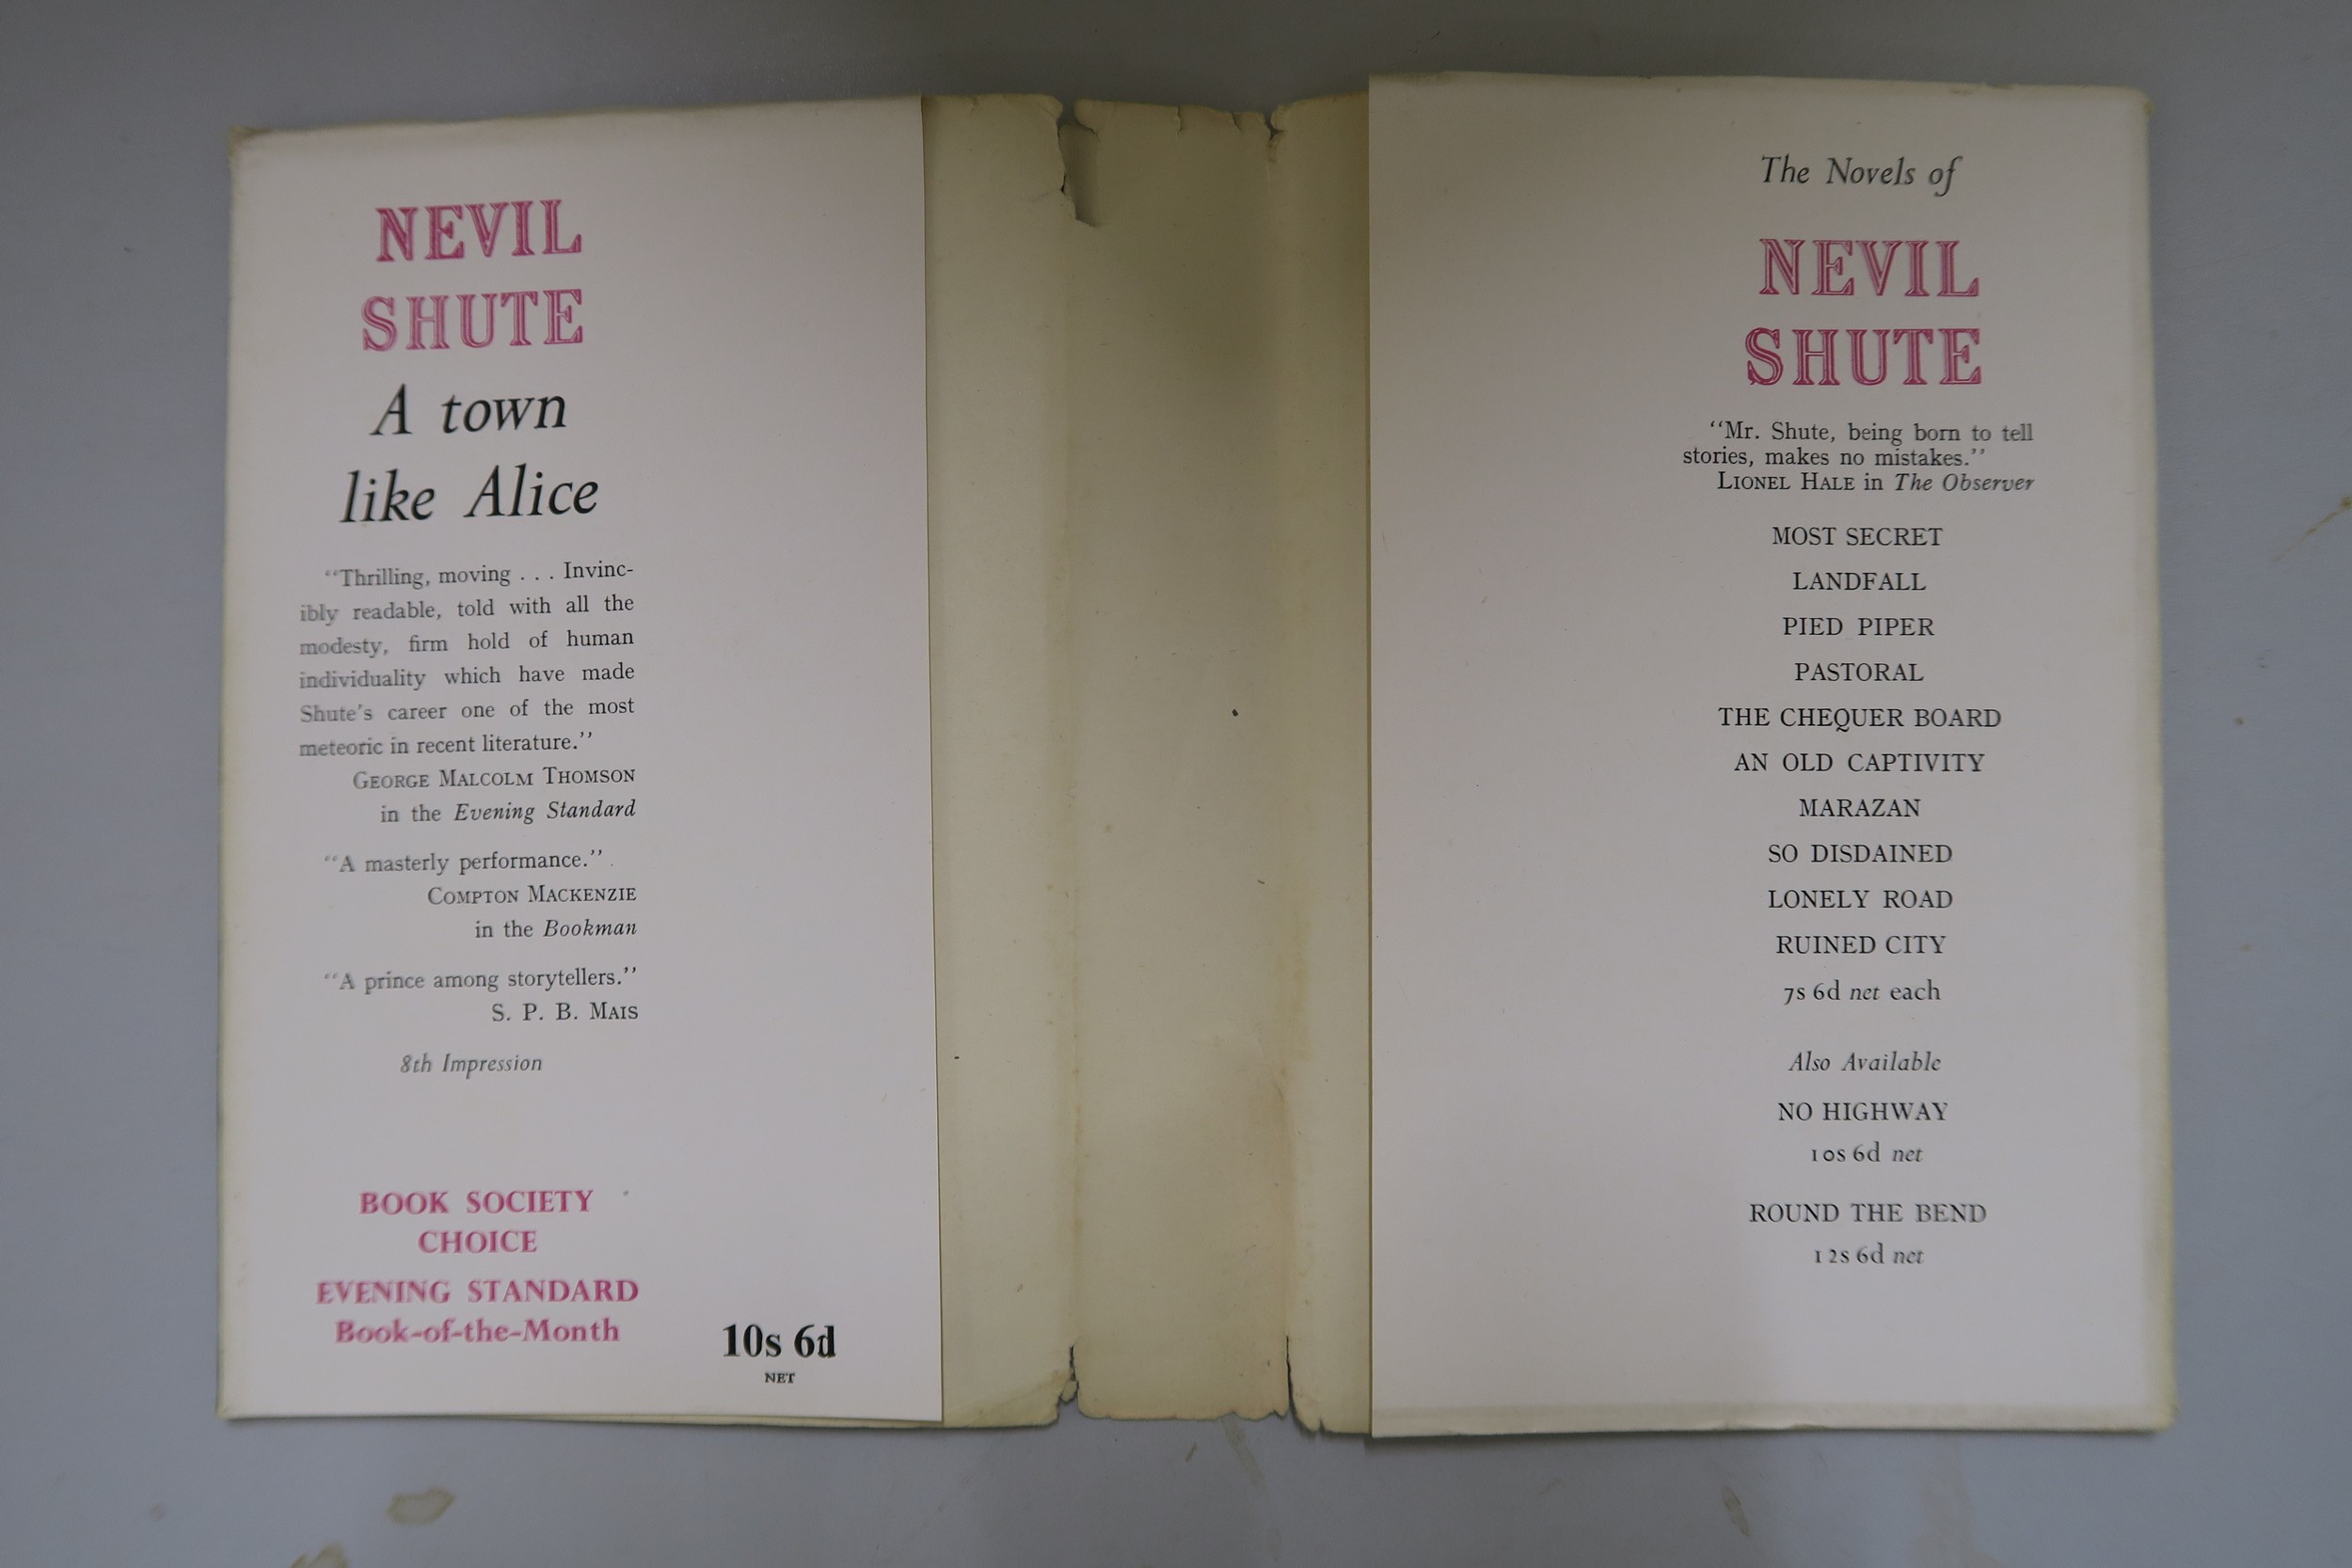 NEVIL
SHUTE
A town
like Alice
‘‘Thrilling, moving . . . Invinc-
ibly readable, told with all the
modesty, firm hold of human
individuality which have made
Shute’s career one of the most
meteoric in recent literature.’’
GEORGE MALCOLM THOMSON
in the Evening Standard
‘‘A masterly performance.’’
COMPTON MACKENZIE
in the Bookman
‘‘A prince among storytellers.’’
S. P. B. MAIS
8th Impression
BOOK SOCIETY
CHOICE
EVENING STANDARD
Book-of-the-Month
10s 6d
NET
The Novels of
NEVIL
SHUTE
‘‘Mr. Shute, being born to tell
stories, makes no mistakes.’’
LIONEL HALE in The Observer
MOST SECRET
LANDFALL
PIED PIPER
PASTORAL
THE CHEQUER BOARD
AN OLD CAPTIVITY
MARAZAN
SO DISDAINED
LONELY ROAD
RUINED CITY
7s 6d net each
Also Available
NO HIGHWAY
10s 6d net
ROUND THE BEND
12s 6d net